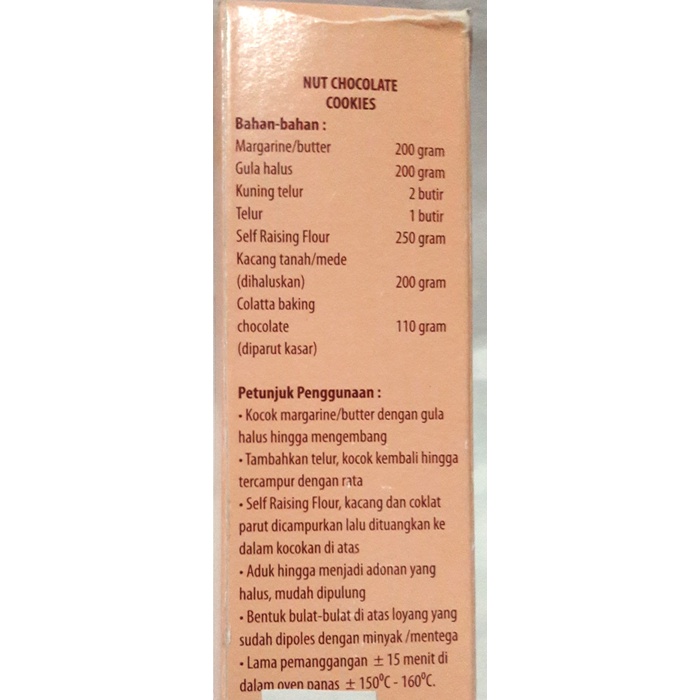 NUT CHOCOLATE
COOKIES
Bahan-bahan :
Margarine/butter 200 gram
Gula halus 200 gram
Kuning telur 2 butir
Telur 1 butir
Self Raising Flour 250 gram
Kacang tanah/mede
(dihaluskan) 200 gram
Colatta baking
chocolate 110 gram
(diparut kasar)
Petunjuk Penggunaan :
• Kocok margarine/butter dengan gula
halus hingga mengembang
• Tambahkan telur, kocok kembali hingga
tercampur dengan rata
• Self Raising Flour, kacang dan coklat
parut dicampurkan lalu dituangkan ke
dalam kocokan di atas
• Aduk hingga menjadi adonan yang
halus, mudah dipulung
• Bentuk bulat-bulat di atas loyang yang
sudah dipoles dengan minyak /mentega
• Lama pemanggangan ± 15 menit di
dalam oven panas ± 150⁰C - 160⁰C.